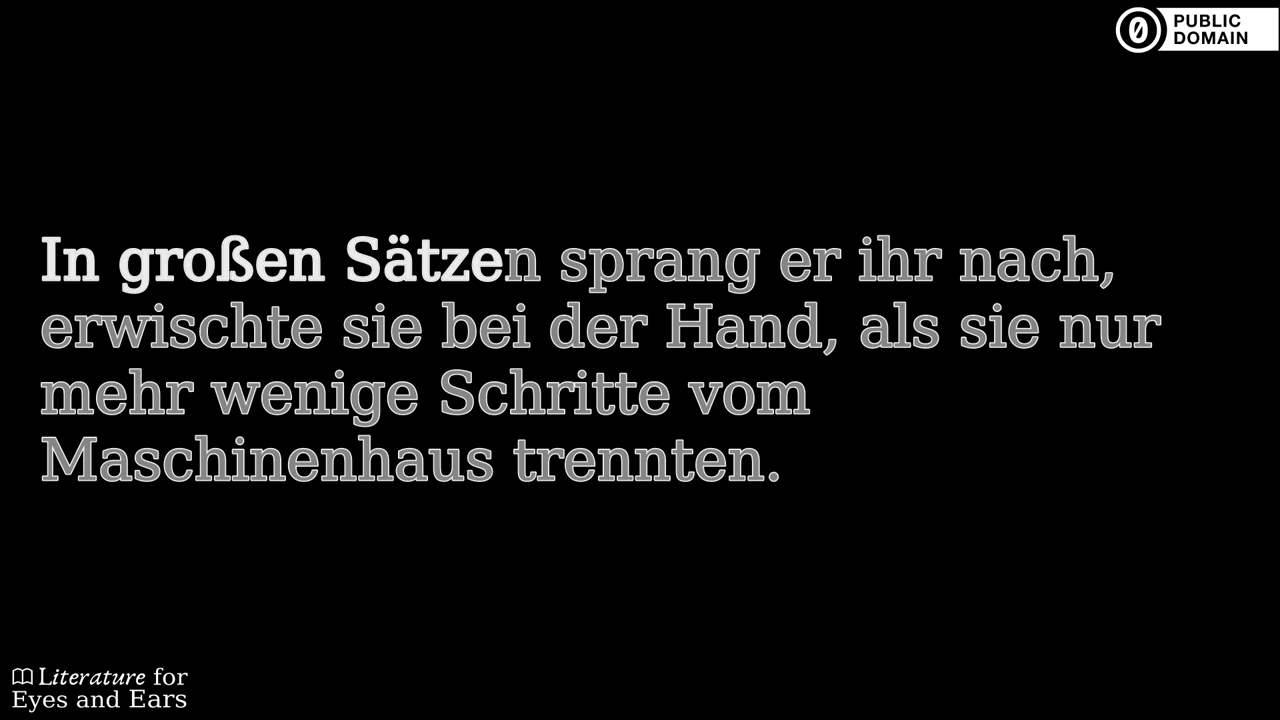 PUBLIC
DOMAIN
In großen Sätzen sprang er ihr nach,
erwischte sie bei der Hand, als sie nur
mehr wenige Schritte vom
Maschinenhaus trennten.
Literature for
Eyes and Ears